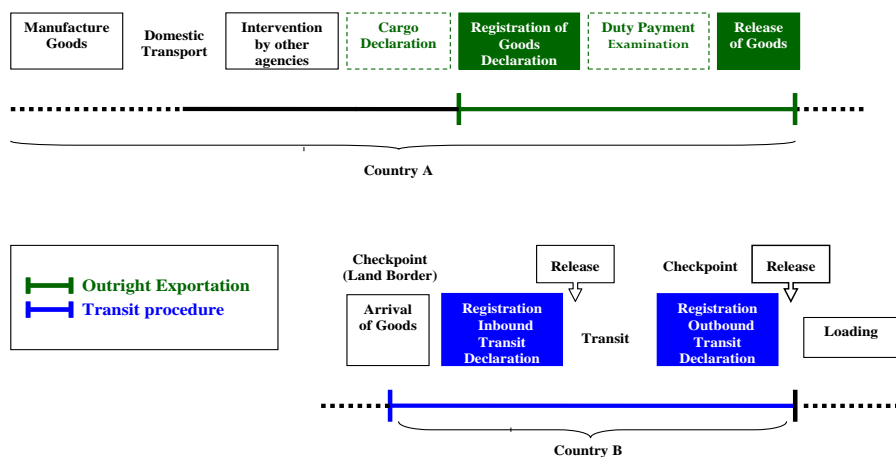 Manufacture
Goods
Domestic
Transport
Intervention
by other
agencies
Cargo
Declaration
Registration of
Goods
Declaration
Duty Payment
Examination
Release
of Goods
Country A
Outright Exportation
Transit procedure
Checkpoint
(Land Border)
Arrival
of Goods
Registration
Inbound
Transit
Declaration
Release
Transit
Checkpoint
Registration
Outbound
Transit
Declaration
Release
Loading
Country B